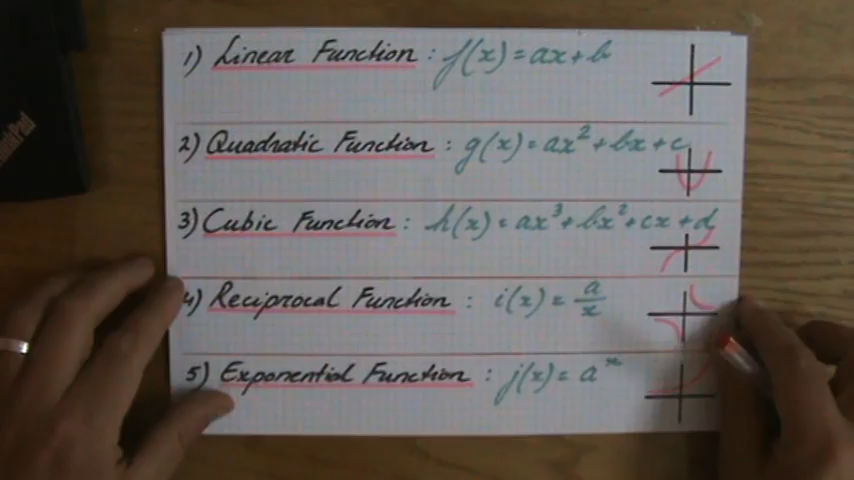 1) Linear Function : f(x) = ax + b
2) Quadratic Function : g(x) = ax² + bx + c
3) Cubic Function : h(x) = ax³ + bx² + cx + d
4) Reciprocal Function : i(x) = a/x
5) Exponential Function : j(x) = aˣ
ThinkPad